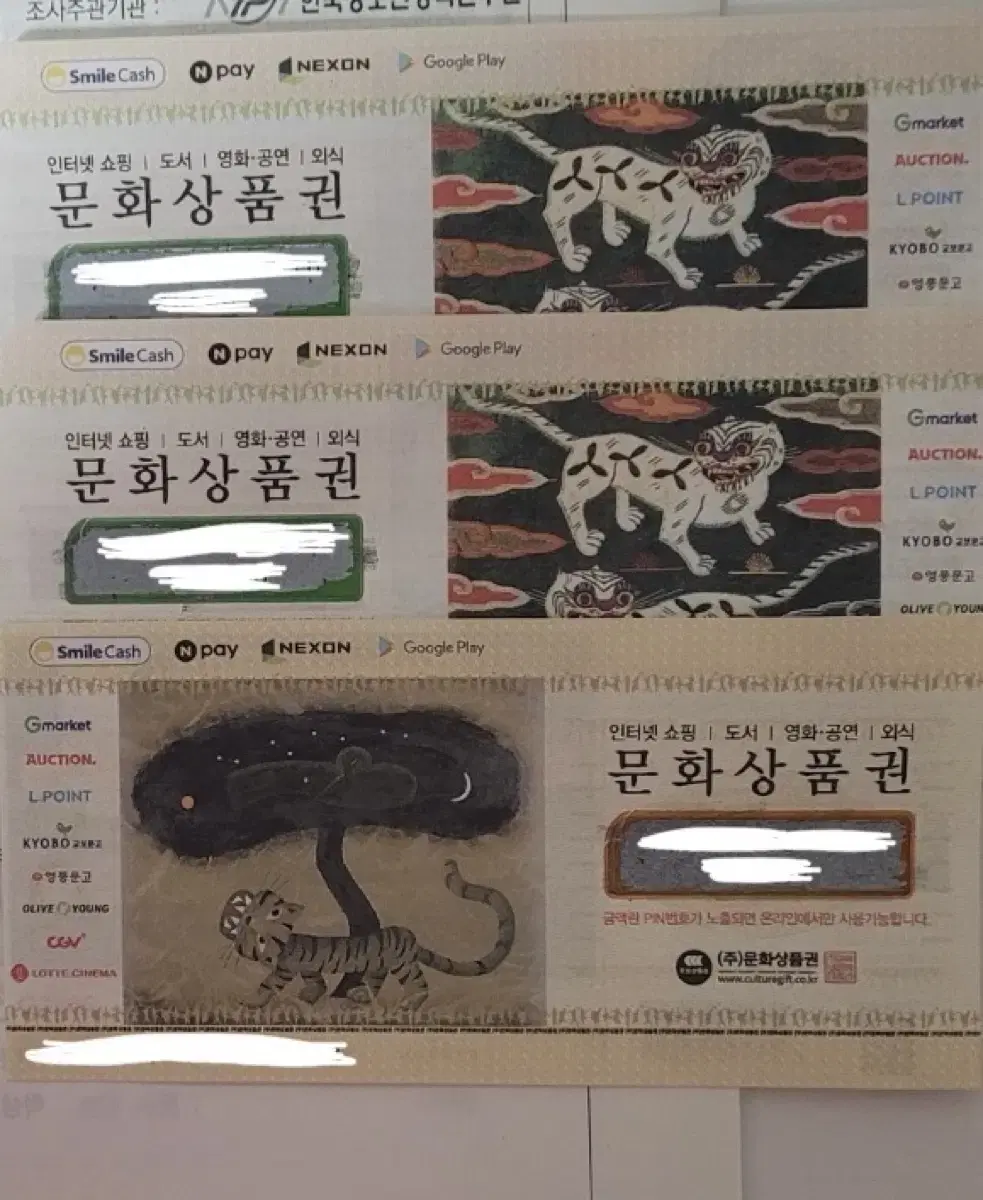 조사주관기관 :
Smile Cash N pay NEXON Google Play
인터넷 쇼핑 | 도서 | 영화·공연 | 외식
문화상품권
Gmarket
AUCTION.
L.POINT
KYOBO 교보문고
영풍문고
Smile Cash N pay NEXON Google Play
인터넷 쇼핑 | 도서 | 영화·공연 | 외식
문화상품권
Gmarket
AUCTION.
L.POINT
KYOBO 교보문고
영풍문고
OLIVE YOUNG
Smile Cash N pay NEXON Google Play
Gmarket
AUCTION.
L.POINT
KYOBO 교보문고
영풍문고
OLIVE YOUNG
CGV
LOTTE CINEMA
인터넷 쇼핑 | 도서 | 영화·공연 | 외식
문화상품권
금액란 PIN번호가 노출되면 온라인에서만 사용가능합니다.
(주)문화상품권
www.culturegift.co.kr